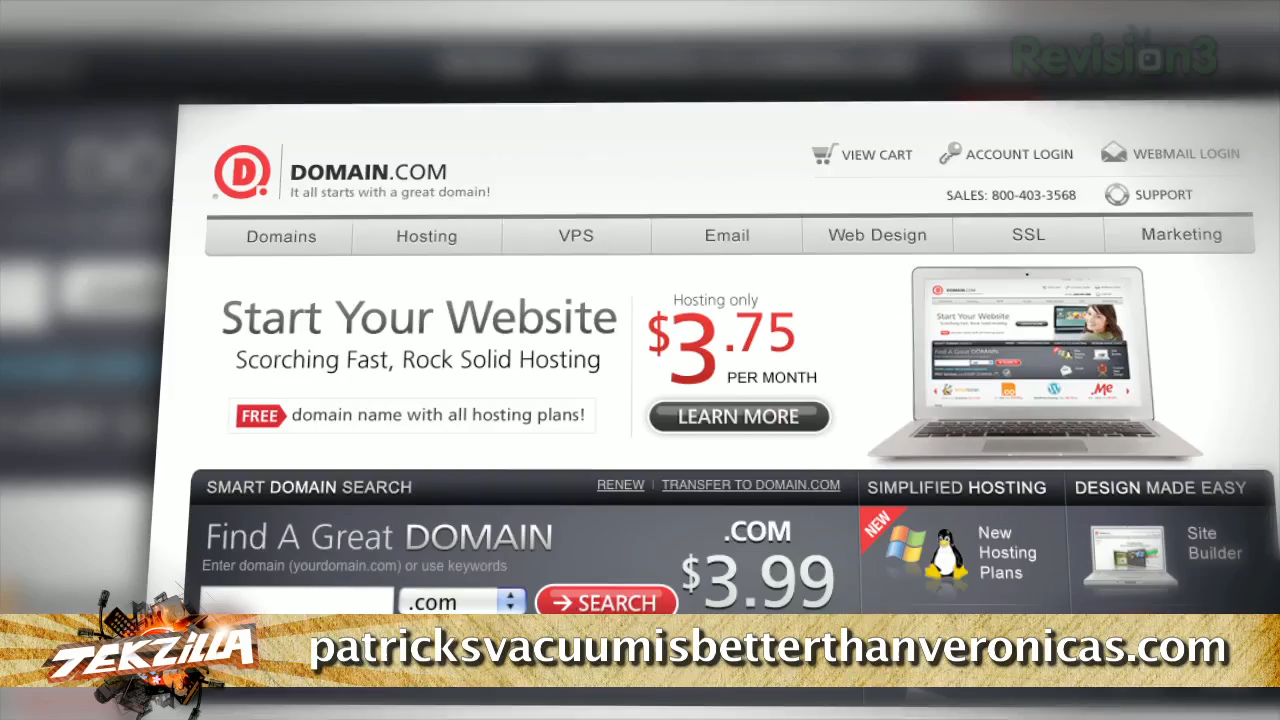 Revision3
DOMAIN.COM
It all starts with a great domain!
VIEW CART
ACCOUNT LOGIN
WEBMAIL LOGIN
SALES: 800-403-3568
SUPPORT
Domains
Hosting
VPS
Email
Web Design
SSL
Marketing
Start Your Website
Scorching Fast, Rock Solid Hosting
FREE domain name with all hosting plans!
Hosting only
$3.75
PER MONTH
LEARN MORE
Start Your Website
SMART DOMAIN SEARCH
RENEW | TRANSFER TO DOMAIN.COM
SIMPLIFIED HOSTING
DESIGN MADE EASY
Find A Great DOMAIN
Enter domain (yourdomain.com) or use keywords
.com
SEARCH
.COM
$3.99
NEW
New
Hosting
Plans
Site
Builder
TEKZILLA
patricksvacuumisbetterthanveronicas.com